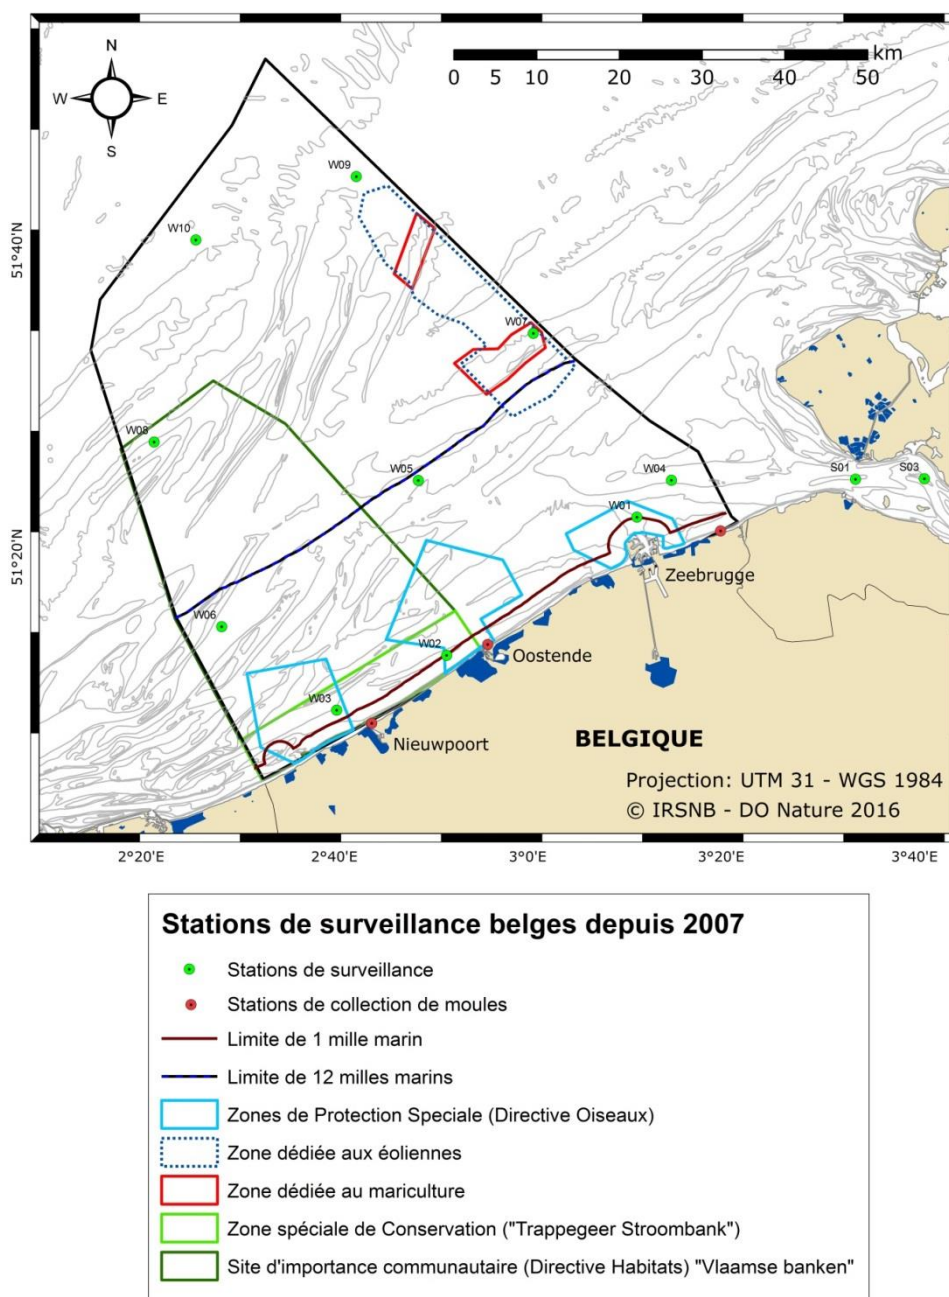 N
W E
S
km
0 5 10 20 30 40 50
W09
W10
51°40'N
W07
W08
W05
W04
S01
S03
W01
51°20'N
Zeebrugge
W06
W02
Oostende
W03
Nieuwpoort
BELGIQUE
Projection: UTM 31 - WGS 1984
© IRSNB - DO Nature 2016
2°20'E 2°40'E 3°0'E 3°20'E 3°40'E
Stations de surveillance belges depuis 2007
Stations de surveillance
Stations de collection de moules
Limite de 1 mille marin
Limite de 12 milles marins
Zones de Protection Speciale (Directive Oiseaux)
Zone dédiée aux éoliennes
Zone dédiée au mariculture
Zone spéciale de Conservation ("Trappegeer Stroombank")
Site d'importance communautaire (Directive Habitats) "Vlaamse banken"